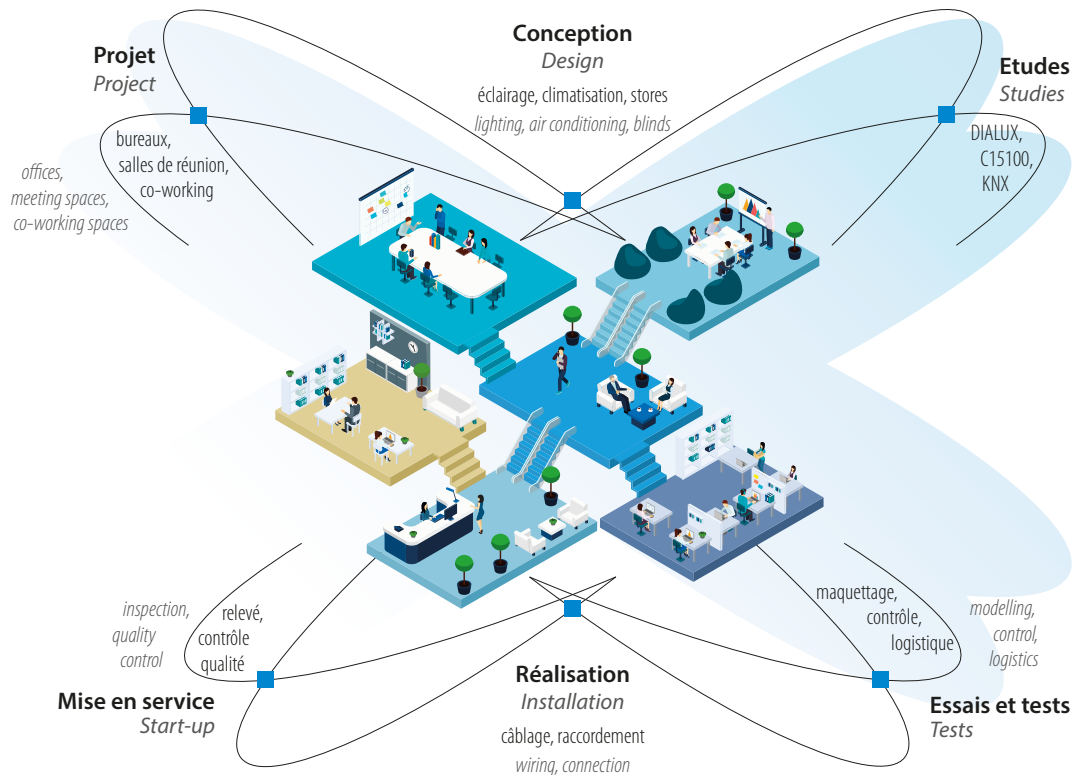 Projet
Project
bureaux,
salles de réunion,
co-working
offices,
meeting spaces,
co-working spaces
Conception
Design
éclairage, climatisation, stores
lighting, air conditioning, blinds
Etudes
Studies
DIALUX,
C15100,
KNX
inspection,
quality
control
relevé,
contrôle
qualité
Mise en service
Start-up
Réalisation
Installation
câblage, raccordement
wiring, connection
maquettage,
contrôle,
logistique
modelling,
control,
logistics
Essais et tests
Tests